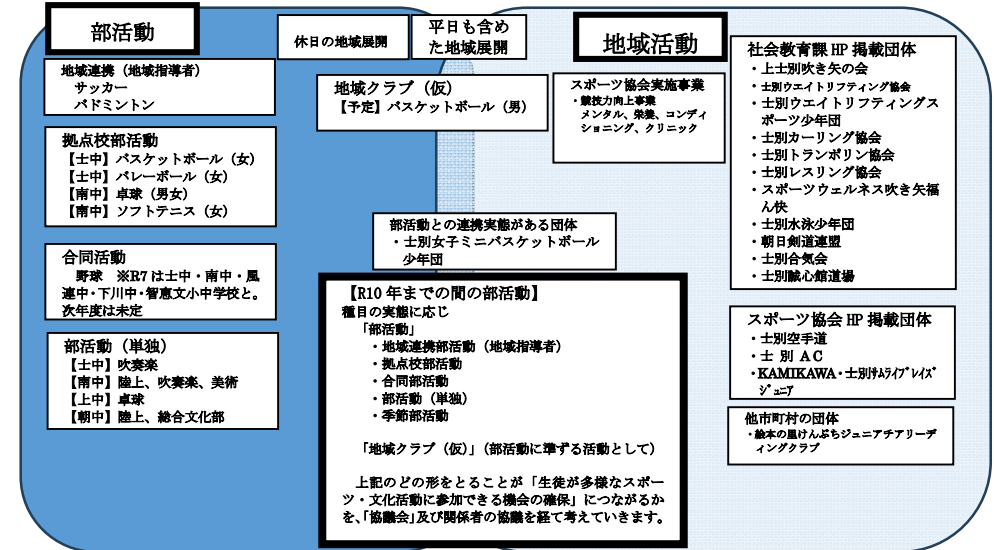 部活動
地域連携（地域指導者）
サッカー
バドミントン
拠点校部活動
【士中】バスケットボール（女）
【士中】バレーボール（女）
【南中】卓球（男女）
【南中】ソフトテニス（女）
合同活動
野球　※R7は士中・南中・風
連中・下川中・智恵文小中学校と。
次年度は未定
部活動（単独）
【士中】吹奏楽
【南中】陸上、吹奏楽、美術
【上中】卓球
【朝中】陸上、総合文化部
休日の地域展開
平日も含め
た地域展開
地域クラブ（仮）
【予定】バスケットボール（男）
部活動との連携実態がある団体
・士別女子ミニバスケットボール
少年団
【R10年までの間の部活動】
種目の実態に応じ
「部活動」
・地域連携部活動（地域指導者）
・拠点校部活動
・合同部活動
・部活動（単独）
・季節部活動
「地域クラブ（仮）」（部活動に準ずる活動として）
上記のどの形をとることが「生徒が多様なスポー
ツ・文化活動に参加できる機会の確保」につながるか
を、「協議会」及び関係者の協議を経て考えていきます。
地域活動
スポーツ協会実施事業
・競技力向上事業
メンタル、栄養、コンディ
ショニング、クリニック
社会教育課HP掲載団体
・上士別吹き矢の会
・士別ウエイトリフティング協会
・士別ウエイトリフティングス
ポーツ少年団
・士別カーリング協会
・士別トランポリン協会
・士別レスリング協会
・スポーツウェルネス吹き矢福
ん快
・士別水泳少年団
・朝日剣道連盟
・士別合気会
・士別誠心館道場
スポーツ協会HP掲載団体
・士別空手道
・士 別 A C
・KAMIKAWA・士別ｻﾑﾗｲﾌﾞﾚｲｽﾞ
ｼﾞｭﾆｱ
他市町村の団体
・絵本の里けんぶちジュニアチアリーデ
ィングクラブ